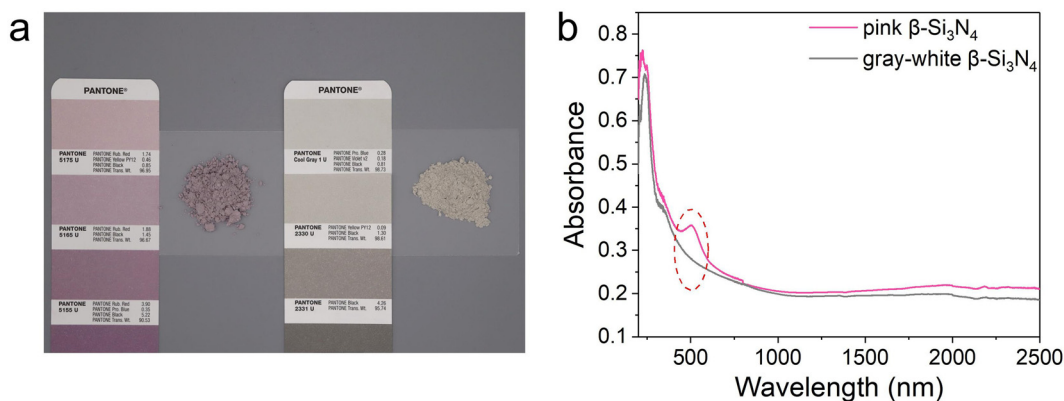 a
PANTONE®
PANTONE
5175 U
PANTONE Rub. Red 1.74
PANTONE Yellow PY12 0.46
PANTONE Black 0.85
PANTONE Trans. Wt. 96.95
PANTONE
5165 U
PANTONE Rub. Red 1.88
PANTONE Black 1.45
PANTONE Trans. Wt. 96.67
PANTONE
5155 U
PANTONE Rub. Red 3.90
PANTONE Pro. Blue 0.35
PANTONE Black 5.22
PANTONE Trans. Wt. 90.53
PANTONE®
PANTONE
Cool Gray 1 U
PANTONE Pro. Blue 0.28
PANTONE Violet v2 0.18
PANTONE Black 0.81
PANTONE Trans. Wt. 98.73
PANTONE
2330 U
PANTONE Yellow PY12 0.09
PANTONE Black 1.30
PANTONE Trans. Wt. 98.61
PANTONE
2331 U
PANTONE Black 4.26
PANTONE Trans. Wt. 95.74
b
pink β-Si₃N₄
gray-white β-Si₃N₄
Absorbance
0.8
0.7
0.6
0.5
0.4
0.3
0.2
0.1
500
1000
1500
2000
2500
Wavelength (nm)